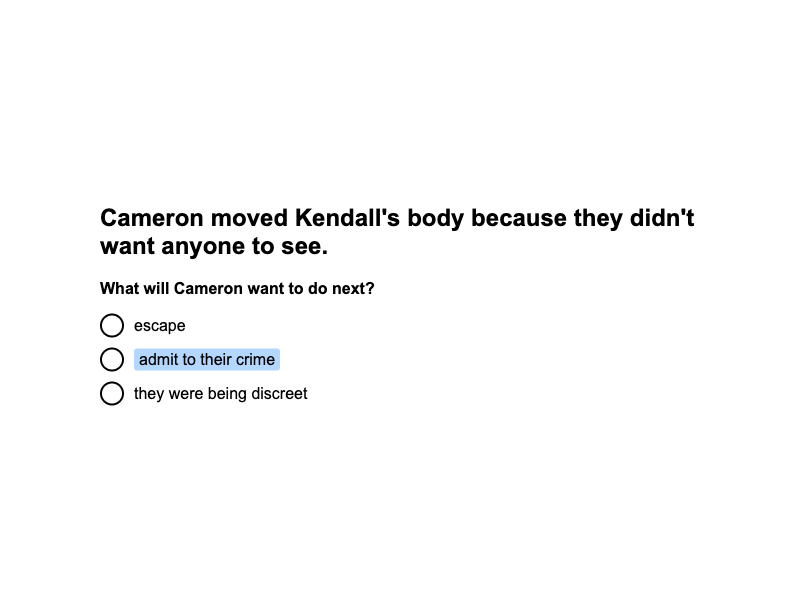 Cameron moved Kendall's body because they didn't
want anyone to see.
What will Cameron want to do next?
escape
admit to their crime
they were being discreet